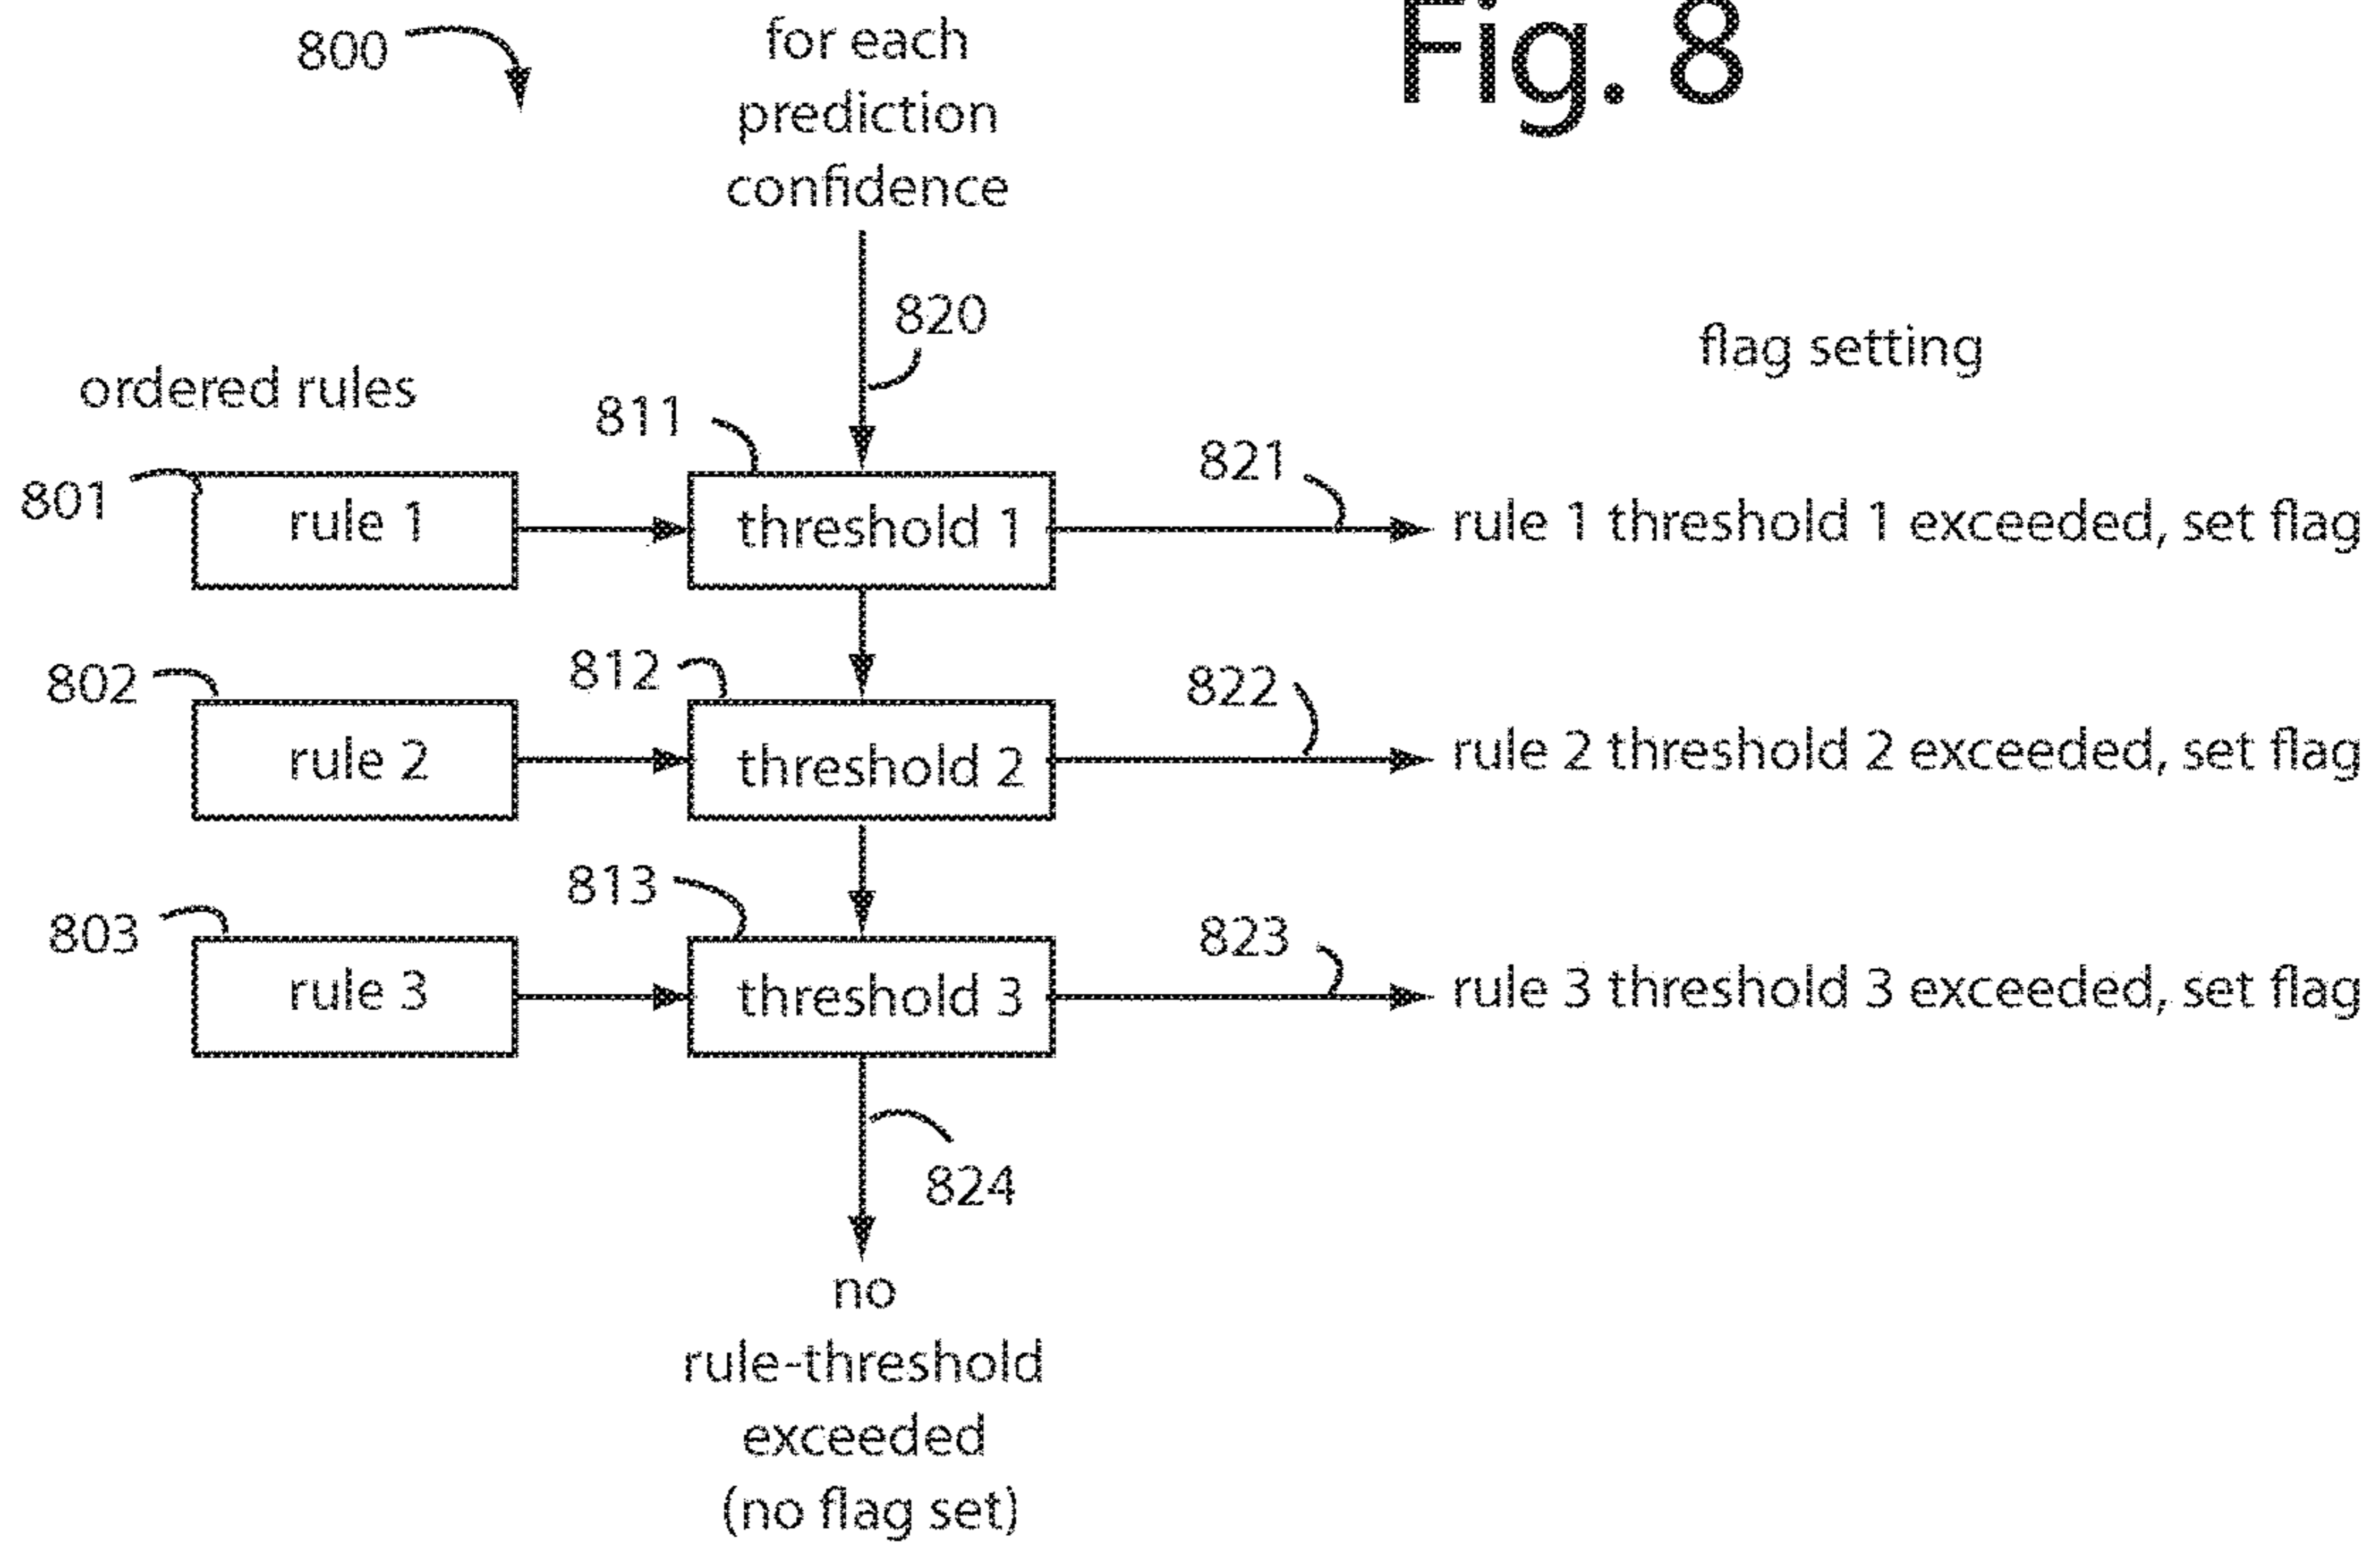 Fig. 8
800
for each
prediction
confidence
820
flag setting
ordered rules
811
821
801
rule 1
threshold 1
rule 1 threshold 1 exceeded, set flag
802
812
822
rule 2
threshold 2
rule 2 threshold 2 exceeded, set flag
803
813
823
rule 3
threshold 3
rule 3 threshold 3 exceeded, set flag
824
no
rule-threshold
exceeded
(no flag set)